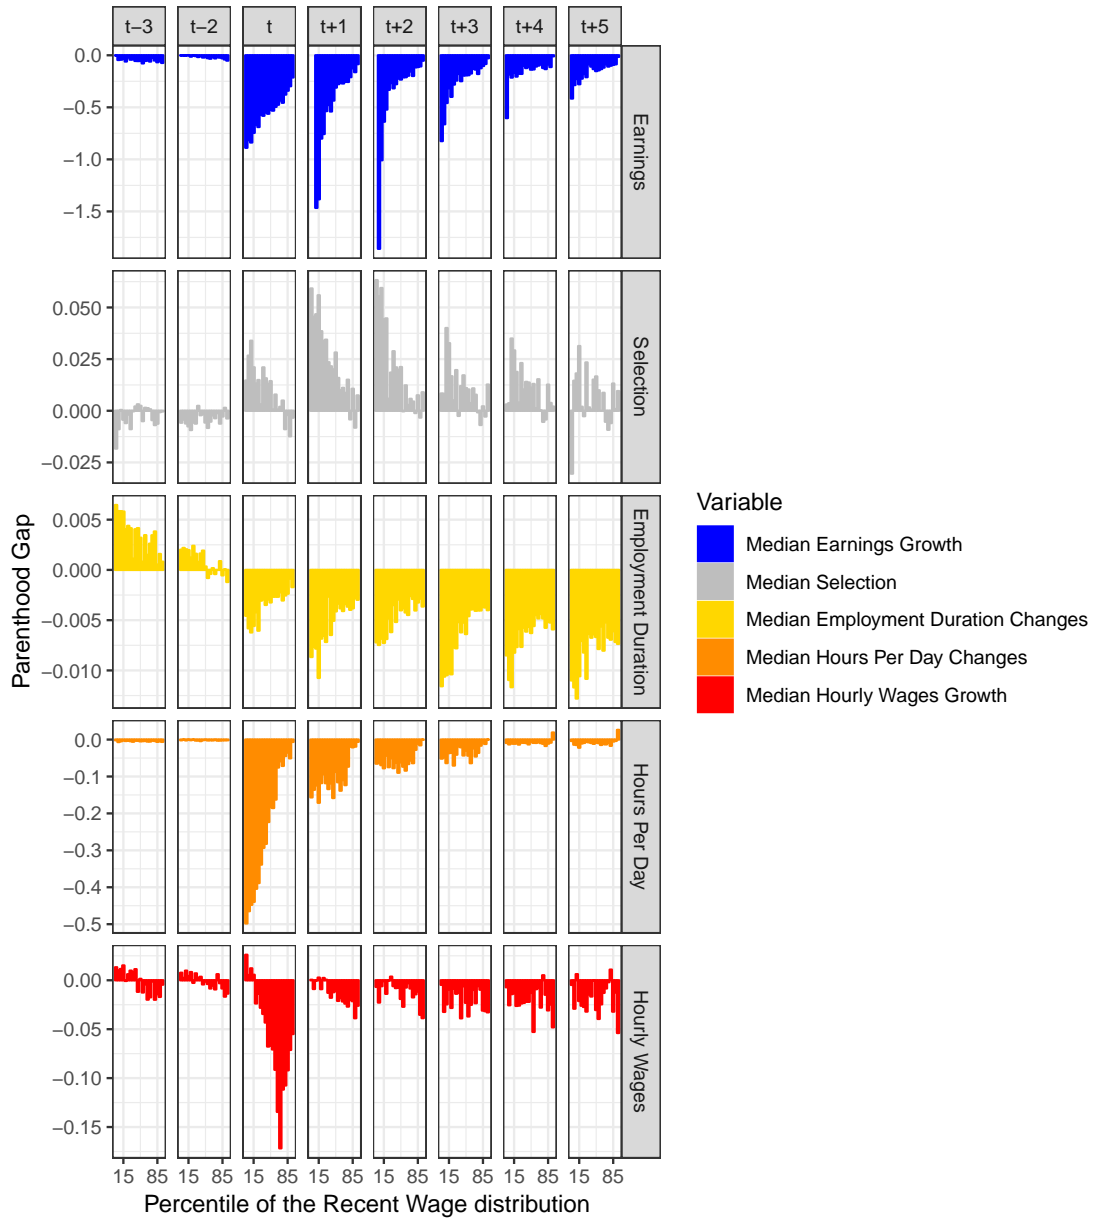 t−3 t−2 t t+1 t+2 t+3 t+4 t+5
0.0
−0.5
−1.0
−1.5
Earnings
0.050
0.025
0.000
−0.025
Selection
0.005
0.000
−0.005
−0.010
Employment Duration
0.0
−0.1
−0.2
−0.3
−0.4
−0.5
Hours Per Day
0.00
−0.05
−0.10
−0.15
Hourly Wages
15 85 15 85 15 85 15 85 15 85 15 85 15 85 15 85
Percentile of the Recent Wage distribution
Parenthood Gap
Variable
Median Earnings Growth
Median Selection
Median Employment Duration Changes
Median Hours Per Day Changes
Median Hourly Wages Growth